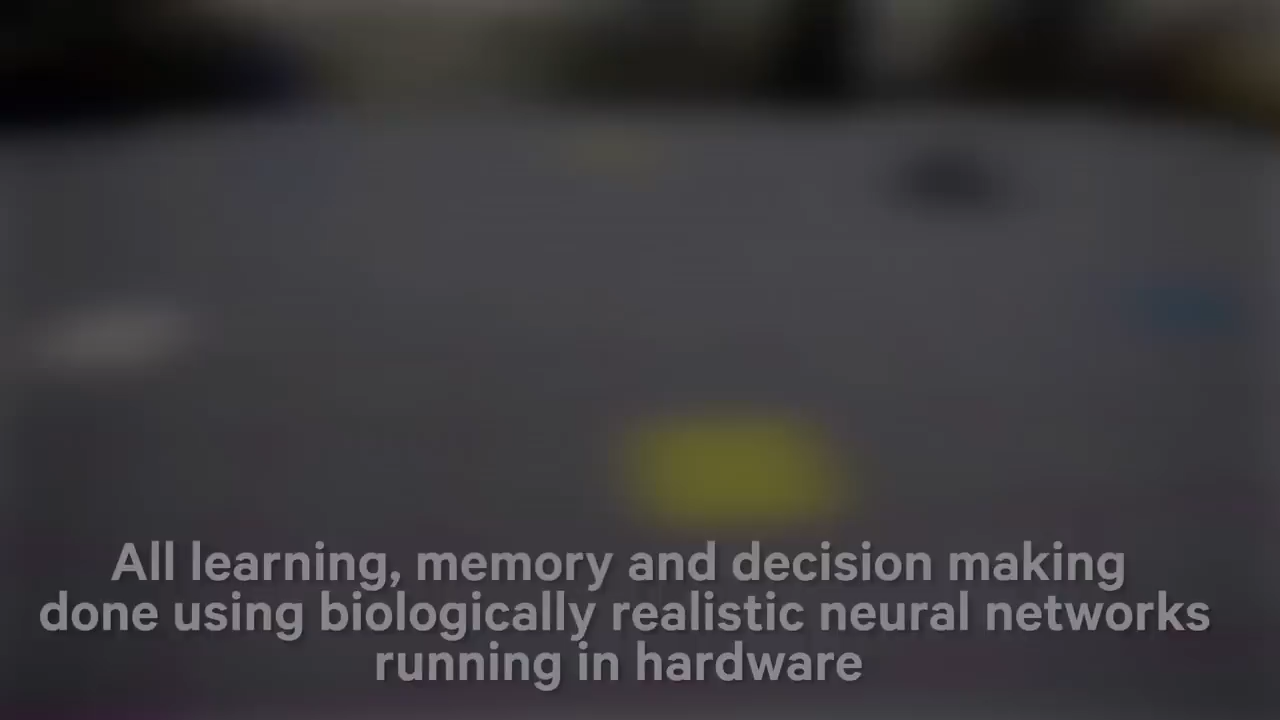 All learning, memory and decision making
done using biologically realistic neural networks
running in hardware